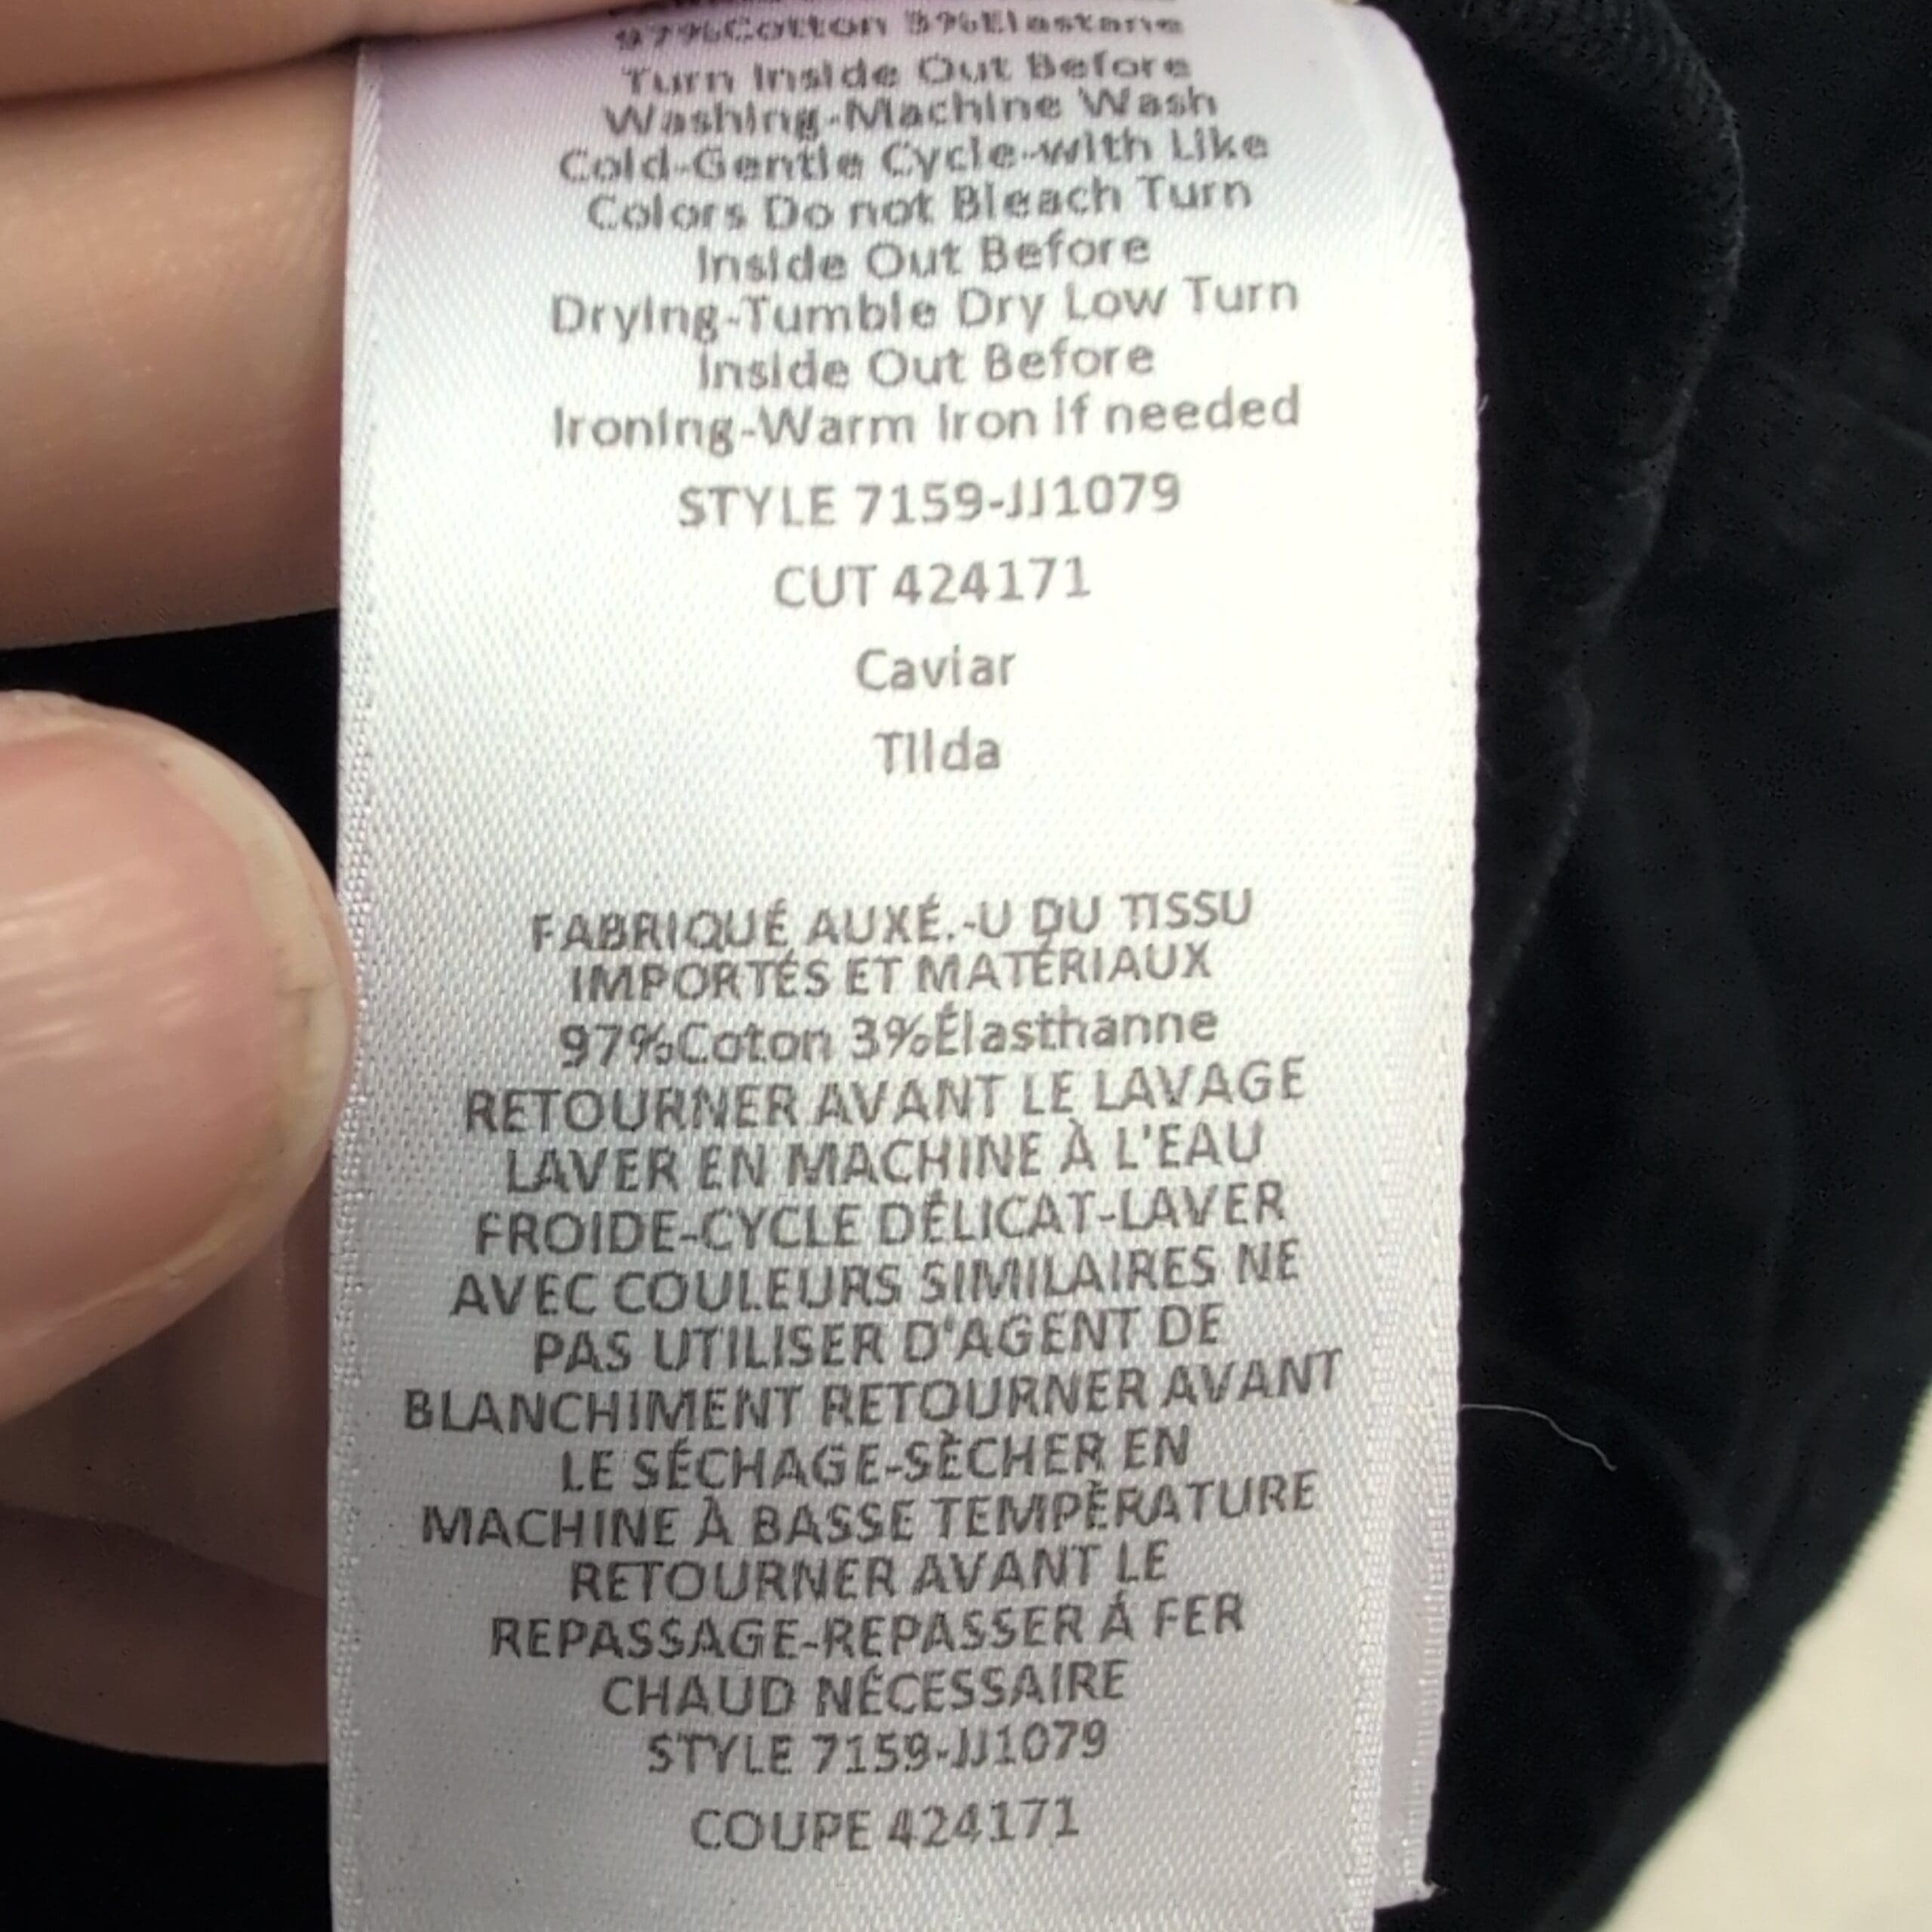 97%Cotton 3%Elastane
Turn Inside Out Before
Washing-Machine Wash
Cold-Gentle Cycle-with Like
Colors Do not Bleach Turn
Inside Out Before
Drying-Tumble Dry Low Turn
Inside Out Before
Ironing-Warm Iron if needed
STYLE 7159-JJ1079
CUT 424171
Caviar
Tilda
FABRIQUÉ AUXÉ.-U DU TISSU
IMPORTÉS ET MATÉRIAUX
97%Coton 3%Élasthanne
RETOURNER AVANT LE LAVAGE
LAVER EN MACHINE À L'EAU
FROIDE-CYCLE DÉLICAT-LAVER
AVEC COULEURS SIMILAIRES NE
PAS UTILISER D'AGENT DE
BLANCHIMENT RETOURNER AVANT
LE SÉCHAGE-SÈCHER EN
MACHINE À BASSE TEMPÈRATURE
RETOURNER AVANT LE
REPASSAGE-REPASSER Á FER
CHAUD NÉCESSAIRE
STYLE 7159-JJ1079
COUPE 424171